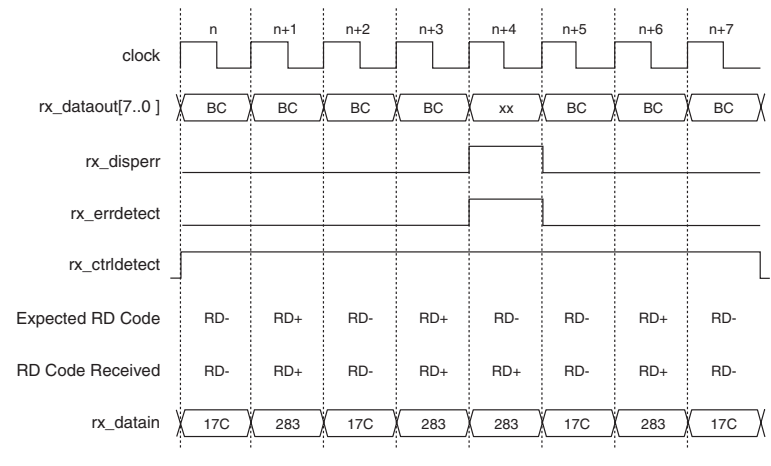 n n+1 n+2 n+3 n+4 n+5 n+6 n+7
clock
rx_dataout[7..0 ] BC BC BC BC xx BC BC BC
rx_disperr
rx_errdetect
rx_ctrldetect
Expected RD Code RD- RD+ RD- RD+ RD- RD- RD+ RD-
RD Code Received RD- RD+ RD- RD+ RD+ RD- RD+ RD-
rx_datain 17C 283 17C 283 283 17C 283 17C